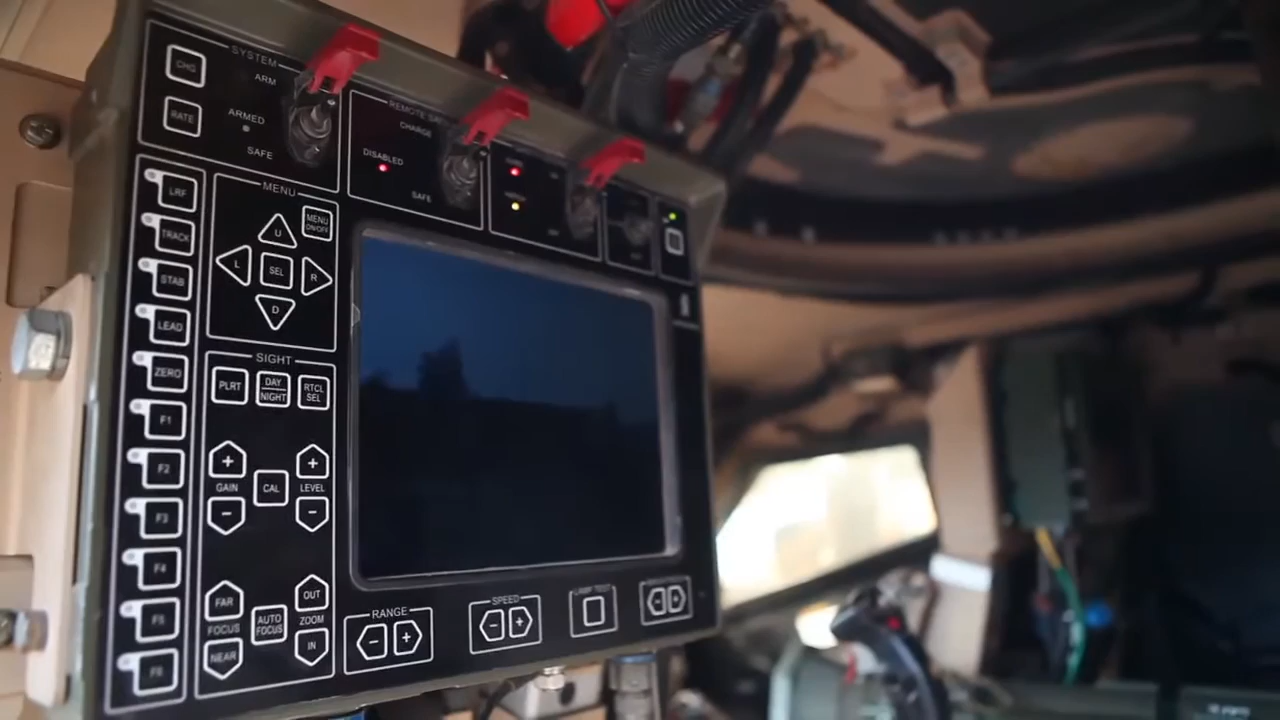 SYSTEM
CHG
ARM
RATE
ARMED
SAFE
REMOTE
CHARGE
DISABLED
SAFE
LRF
TRACK
STAB
LEAD
ZERO
F1
F2
F3
F4
F5
F6
MENU
U
MENU
ON/OFF
L
SEL
R
D
SIGHT
PLRT
DAY
NIGHT
RTCL
SEL
+
+
GAIN
CAL
LEVEL
-
-
FAR
OUT
FOCUS
AUTO
FOCUS
ZOOM
NEAR
IN
RANGE
- +
SPEED
- +
LAMP TEST
- +